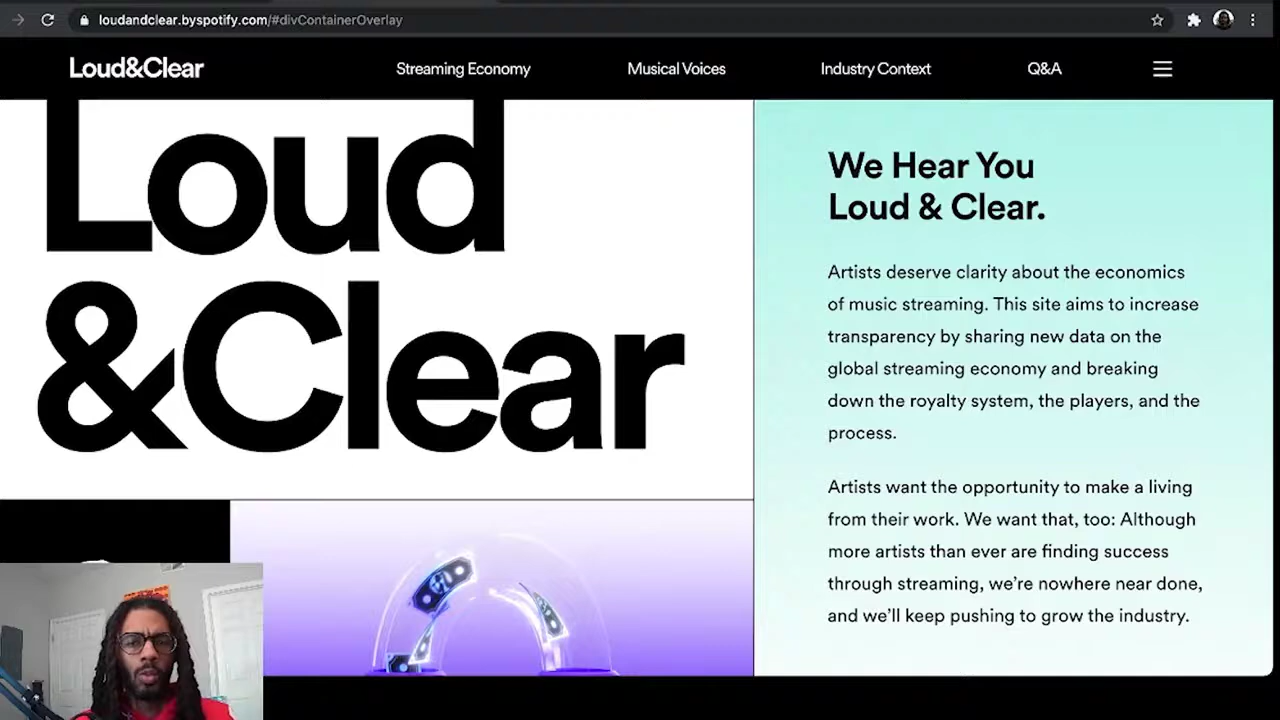 loudandclear.byspotify.com/#divContainerOverlay
Loud&Clear
Streaming Economy
Musical Voices
Industry Context
Q&A
Loud
&Clear
We Hear You
Loud & Clear.
Artists deserve clarity about the economics
of music streaming. This site aims to increase
transparency by sharing new data on the
global streaming economy and breaking
down the royalty system, the players, and the
process.
Artists want the opportunity to make a living
from their work. We want that, too: Although
more artists than ever are finding success
through streaming, we're nowhere near done,
and we'll keep pushing to grow the industry.